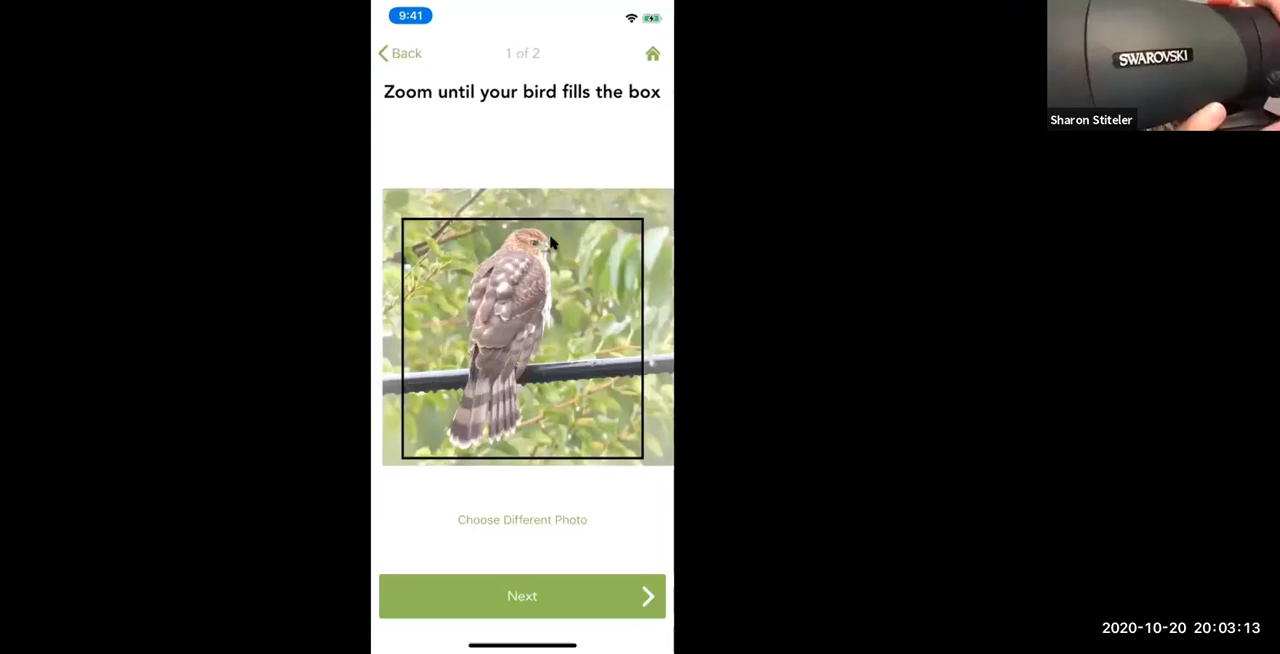 9:41
Back
1 of 2
Zoom until your bird fills the box
Choose Different Photo
Next
SWAROVSKI
Sharon Stiteler
2020-10-20 20:03:13